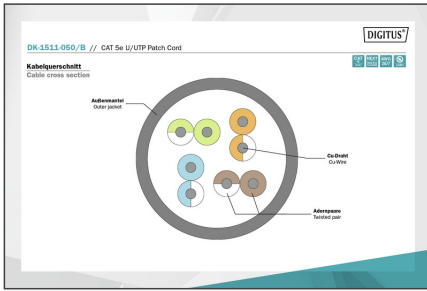 DIGITUS®
DK-1511-050/B // CAT 5e U/UTP Patch Cord
Kabelquerschnitt
Cable cross section
Außenmantel
Outer jacket
Cu-Draht
Cu-Wire
Adernpaare
Twisted pair